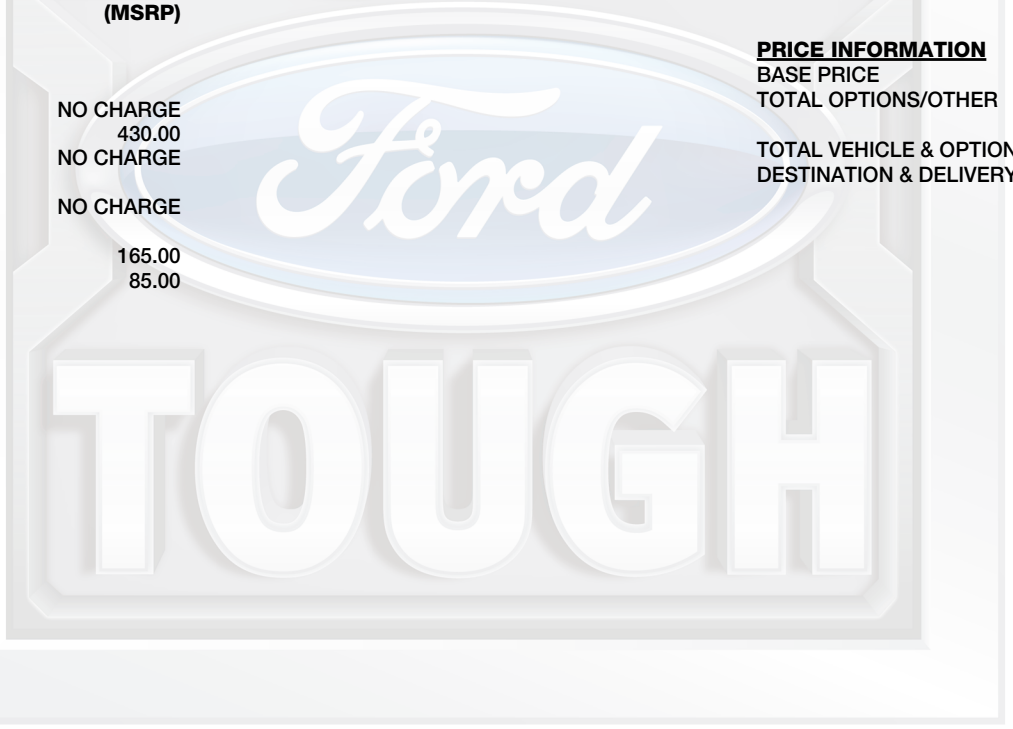 (MSRP)
NO CHARGE
430.00
NO CHARGE
NO CHARGE
165.00
85.00
PRICE INFORMATION
BASE PRICE
TOTAL OPTIONS/OTHER
TOTAL VEHICLE & OPTION
DESTINATION & DELIVERY
Ford
TOUGH